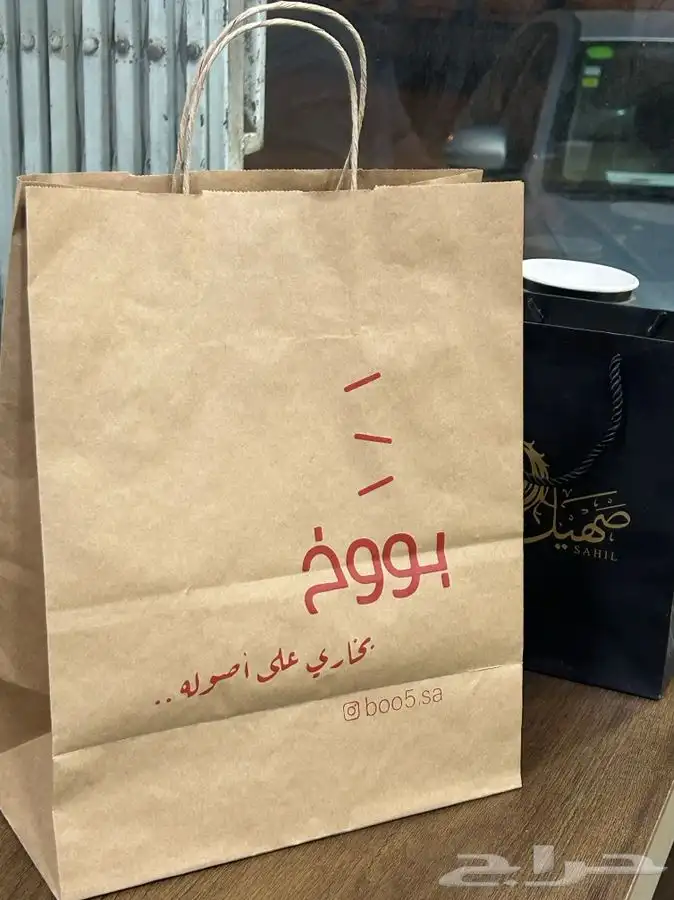 بووخ
بخاري على أصوله..
boo5.sa
صهيل
SAHIL
حراج